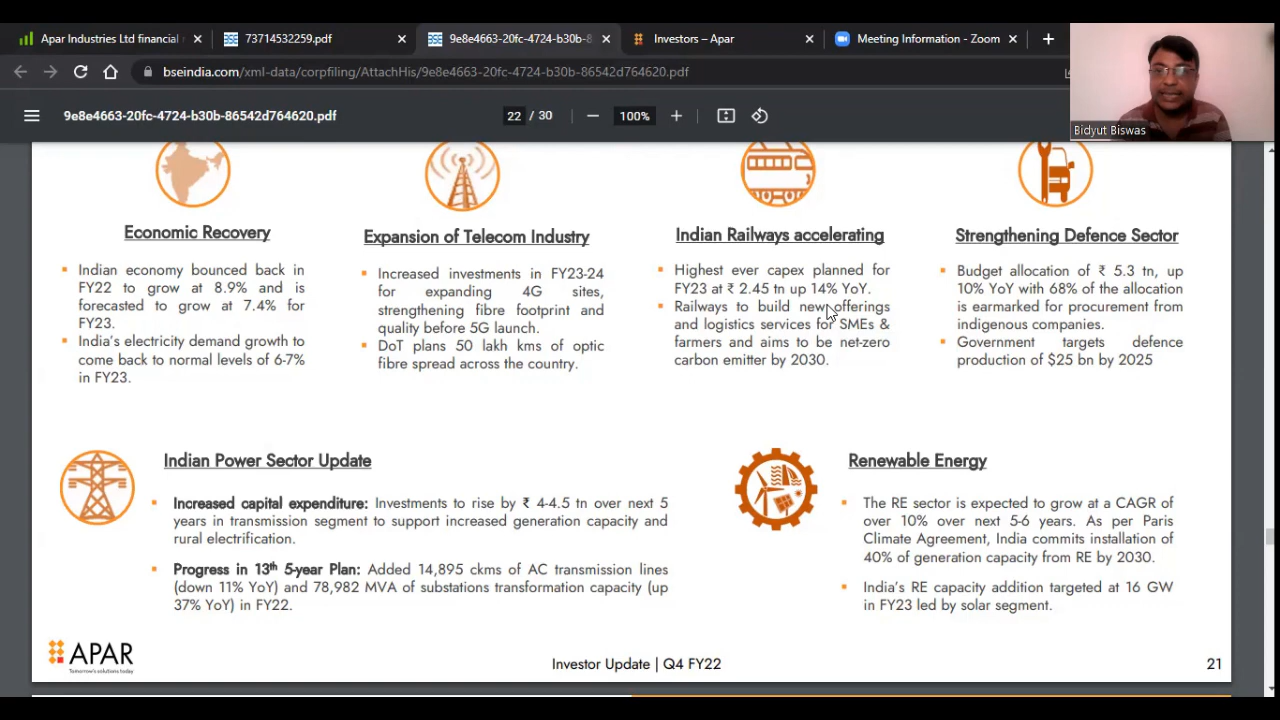 Apar Industries Ltd financial
73714532259.pdf
9e8e4663-20fc-4724-b30b-8
Investors – Apar
Meeting Information - Zoom
bseindia.com/xml-data/corpfiling/AttachHis/9e8e4663-20fc-4724-b30b-86542d764620.pdf
9e8e4663-20fc-4724-b30b-86542d764620.pdf
22 / 30
100%
Bidyut Biswas
Economic Recovery
Indian economy bounced back in
FY22 to grow at 8.9% and is
forecasted to grow at 7.4% for
FY23.
India's electricity demand growth to
come back to normal levels of 6-7%
in FY23.
Expansion of Telecom Industry
Increased investments in FY23-24
for expanding 4G sites,
strengthening fibre footprint and
quality before 5G launch.
DoT plans 50 lakh kms of optic
fibre spread across the country.
Indian Railways accelerating
Highest ever capex planned for
FY23 at ₹ 2.45 tn up 14% YoY.
Railways to build new offerings
and logistics services for SMEs &
farmers and aims to be net-zero
carbon emitter by 2030.
Strengthening Defence Sector
Budget allocation of ₹ 5.3 tn, up
10% YoY with 68% of the allocation
is earmarked for procurement from
indigenous companies.
Government targets defence
production of $25 bn by 2025
Indian Power Sector Update
Increased capital expenditure: Investments to rise by ₹ 4-4.5 tn over next 5
years in transmission segment to support increased generation capacity and
rural electrification.
Progress in 13th 5-year Plan: Added 14,895 ckms of AC transmission lines
(down 11% YoY) and 78,982 MVA of substations transformation capacity (up
37% YoY) in FY22.
Renewable Energy
The RE sector is expected to grow at a CAGR of
over 10% over next 5-6 years. As per Paris
Climate Agreement, India commits installation of
40% of generation capacity from RE by 2030.
India's RE capacity addition targeted at 16 GW
in FY23 led by solar segment.
APAR
Tomorrow's solutions today
Investor Update | Q4 FY22
21